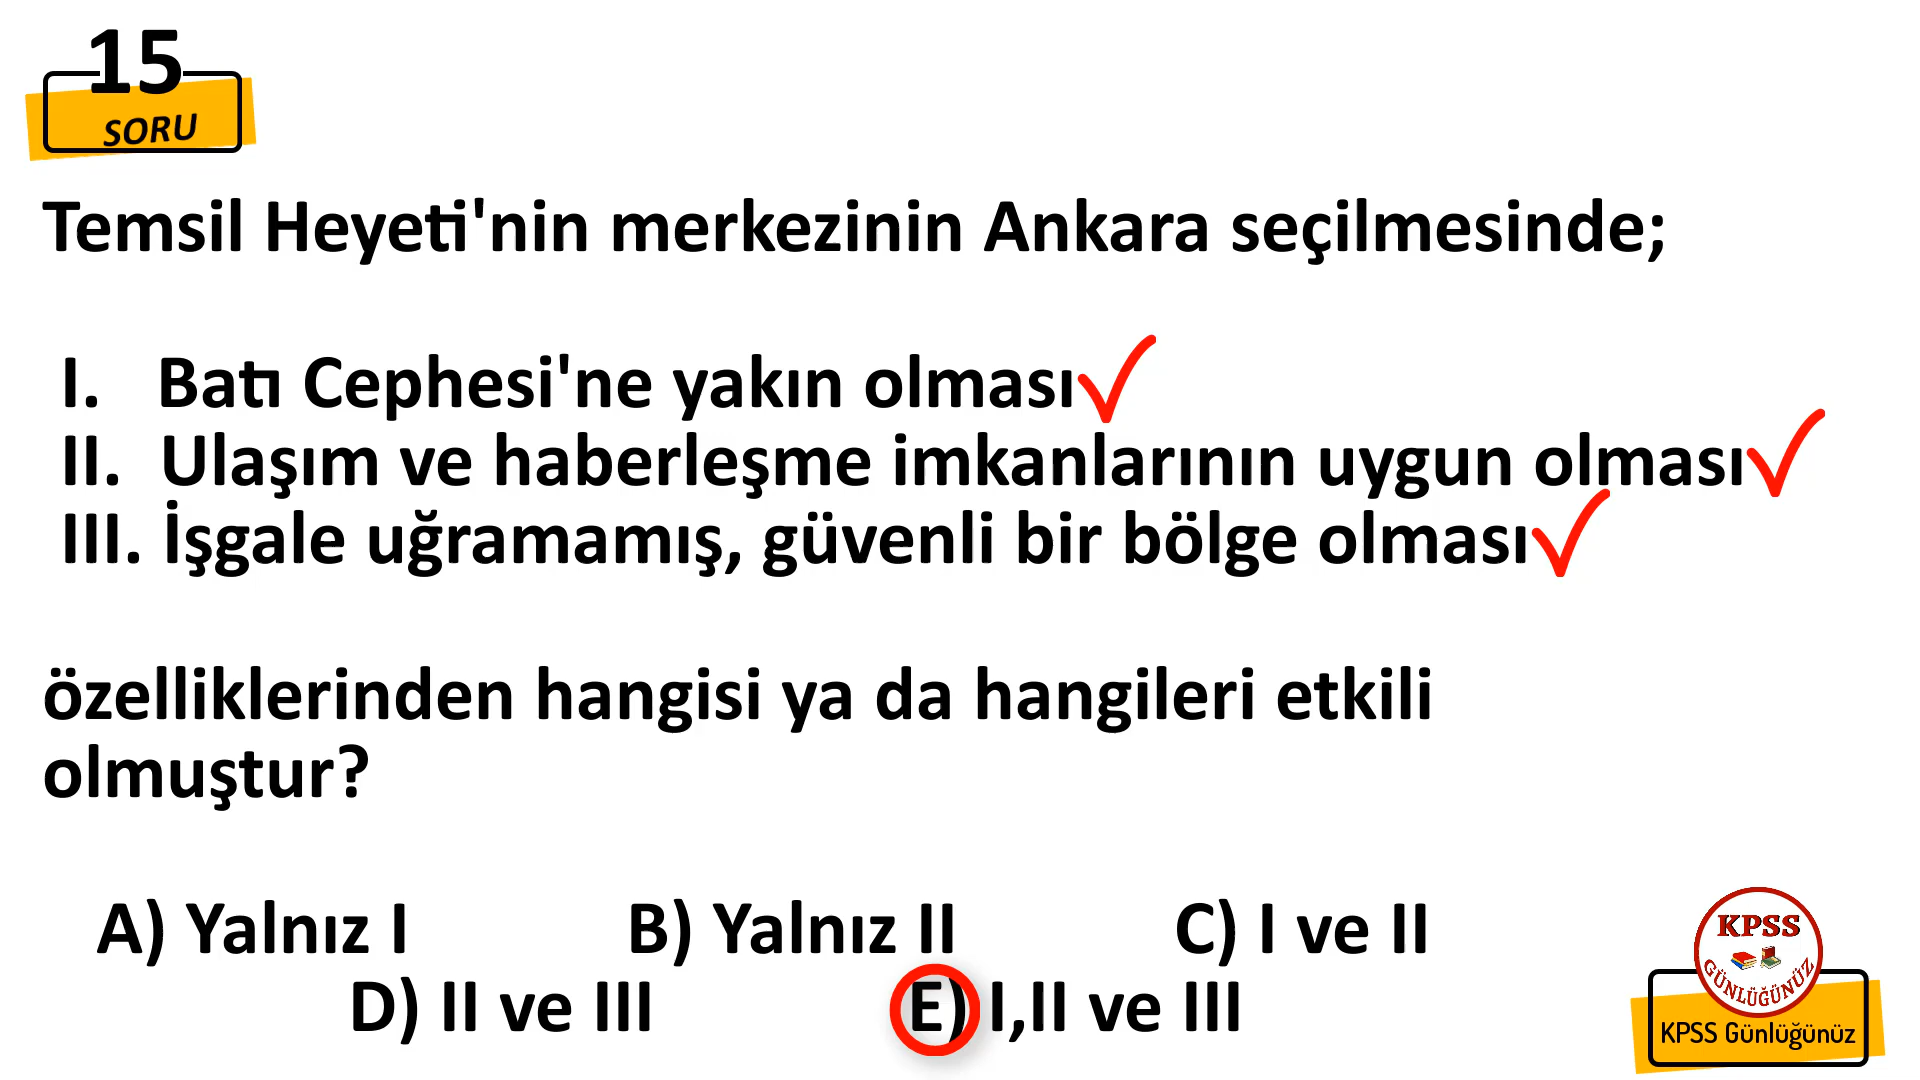 15
SORU
Temsil Heyeti'nin merkezinin Ankara seçilmesinde;
I. Batı Cephesi'ne yakın olması
II. Ulaşım ve haberleşme imkanlarının uygun olması
III. İşgale uğramamış, güvenli bir bölge olması
özelliklerinden hangisi ya da hangileri etkili
olmuştur?
A) Yalnız I B) Yalnız II C) I ve II
D) II ve III E) I,II ve III
KPSS
GÜNLÜĞÜNÜZ
KPSS Günlüğünüz